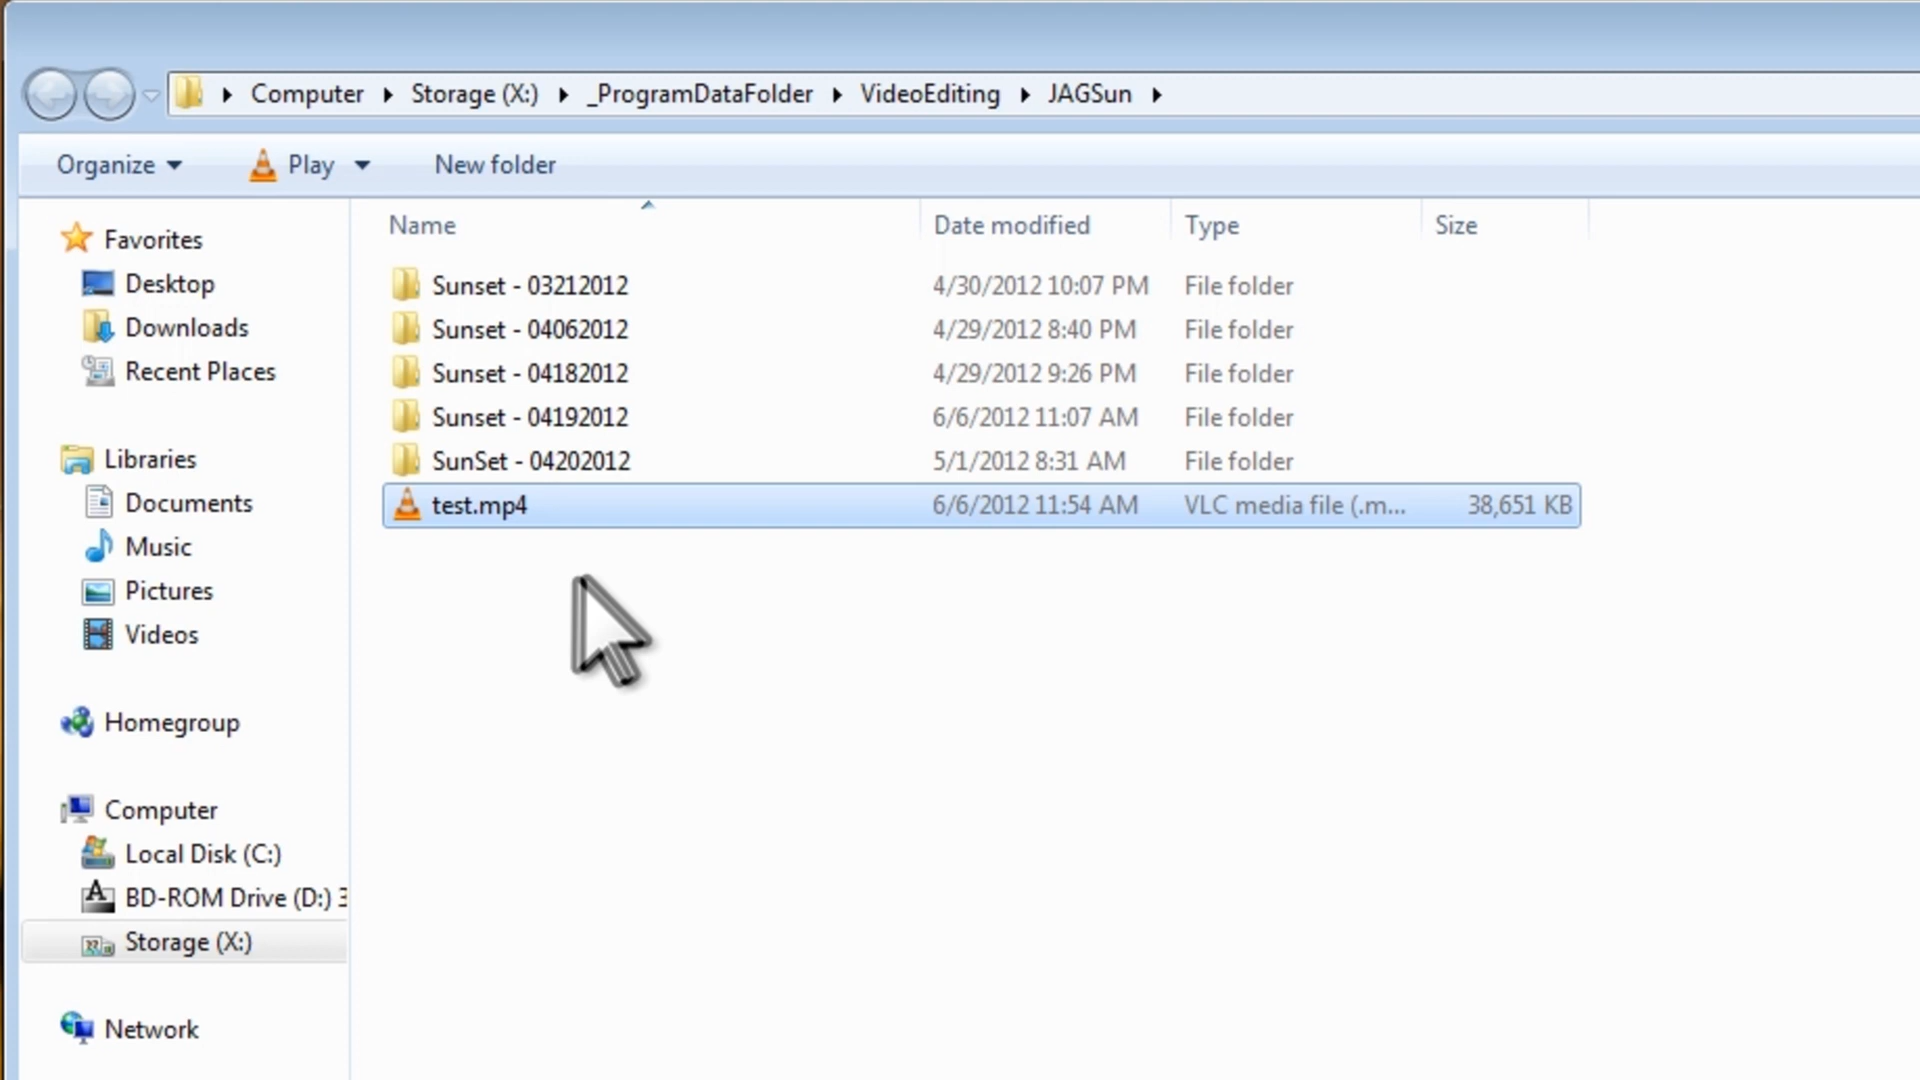 Computer Storage (X:) _ProgramDataFolder VideoEditing JAGSun
Organize Play New folder
Name Date modified Type Size
Favorites
Desktop
Downloads
Recent Places
Libraries
Documents
Music
Pictures
Videos
Homegroup
Computer
Local Disk (C:)
BD-ROM Drive (D:) 3
Storage (X:)
Network
Sunset - 03212012 4/30/2012 10:07 PM File folder
Sunset - 04062012 4/29/2012 8:40 PM File folder
Sunset - 04182012 4/29/2012 9:26 PM File folder
Sunset - 04192012 6/6/2012 11:07 AM File folder
SunSet - 04202012 5/1/2012 8:31 AM File folder
test.mp4 6/6/2012 11:54 AM VLC media file (.m... 38,651 KB